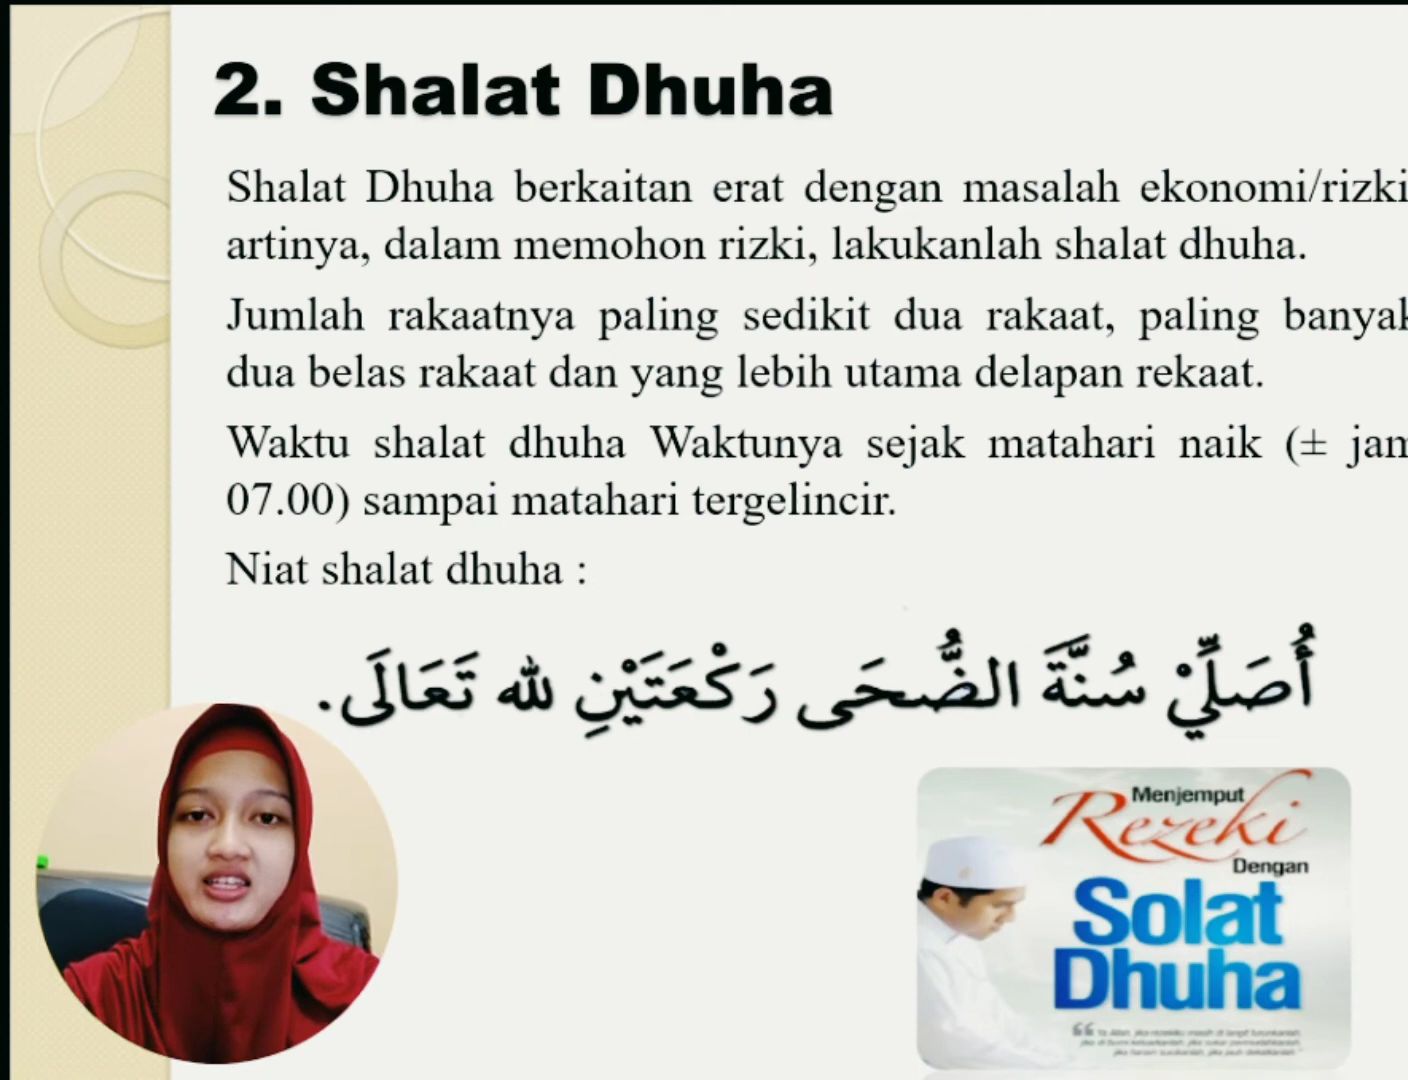 2. Shalat Dhuha
Shalat Dhuha berkaitan erat dengan masalah ekonomi/rizki
artinya, dalam memohon rizki, lakukanlah shalat dhuha.
Jumlah rakaatnya paling sedikit dua rakaat, paling banyak
dua belas rakaat dan yang lebih utama delapan rekaat.
Waktu shalat dhuha Waktunya sejak matahari naik (± jam
07.00) sampai matahari tergelincir.
Niat shalat dhuha :
أُصَلِّيْ سُنَّةَ الضُّحَى رَكْعَتَيْنِ لله تَعَالَى.
Menjemput
Rezeki
Dengan
Solat
Dhuha